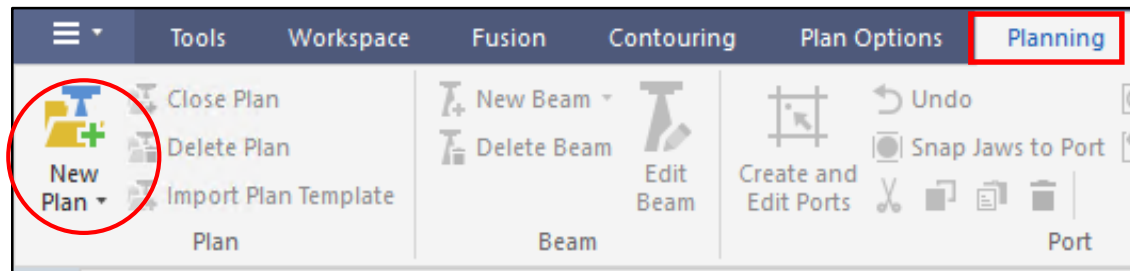 Tools Workspace Fusion Contouring Plan Options Planning
New Plan
Close Plan
Delete Plan
Import Plan Template
Plan
New Beam
Delete Beam
Edit Beam
Beam
Create and Edit Ports
Undo
Snap Jaws to Port
Port